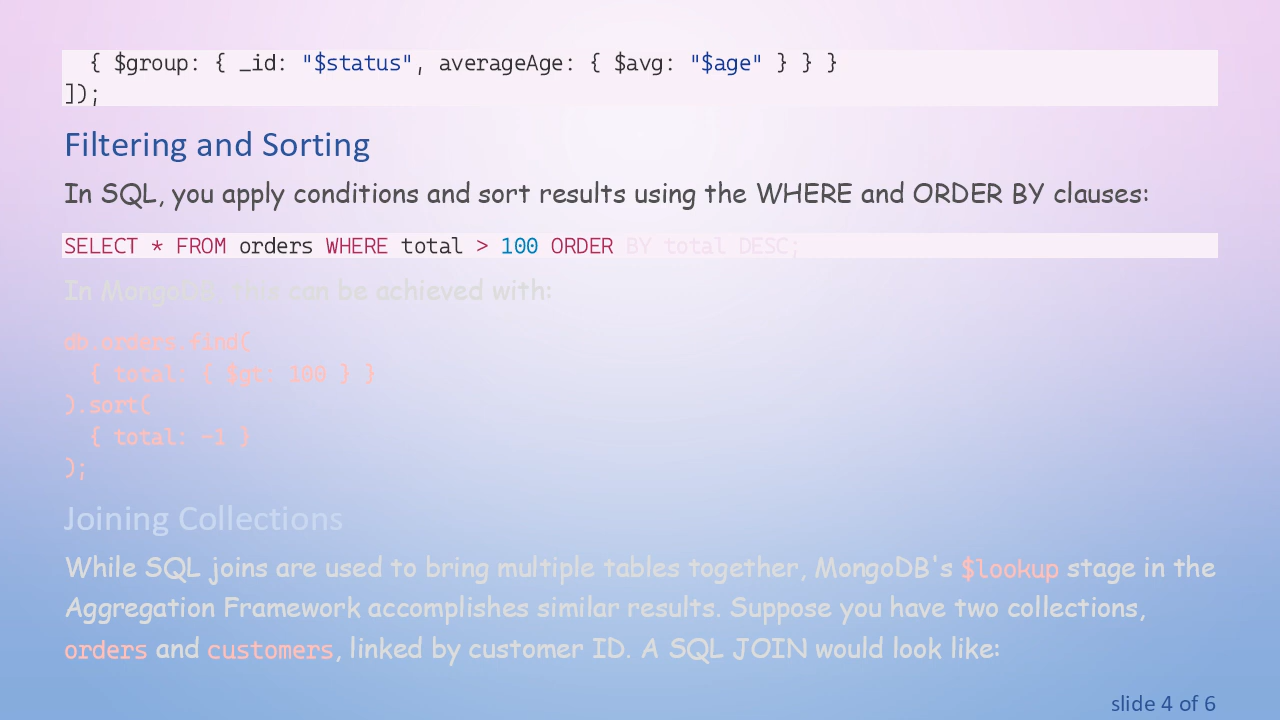 { $group: { _id: "$status", averageAge: { $avg: "$age" } } }
]);
Filtering and Sorting
In SQL, you apply conditions and sort results using the WHERE and ORDER BY clauses:
SELECT * FROM orders WHERE total > 100 ORDER BY total DESC;
In MongoDB, this can be achieved with:
db.orders.find(
  { total: { $gt: 100 } }
).sort(
  { total: -1 }
);
Joining Collections
While SQL joins are used to bring multiple tables together, MongoDB's $lookup stage in the
Aggregation Framework accomplishes similar results. Suppose you have two collections,
orders and customers, linked by customer ID. A SQL JOIN would look like:
slide 4 of 6